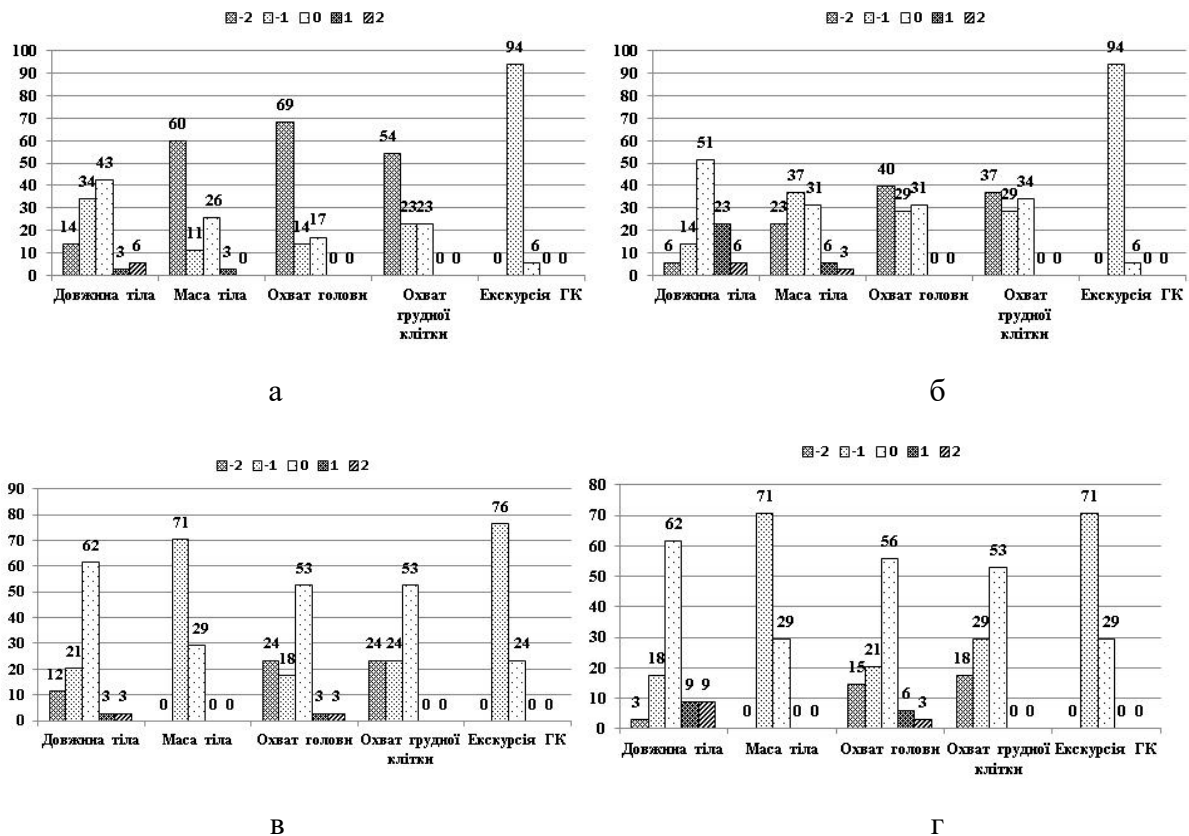 -2 -1 0 1 2
100
90
80
70
60
50
40
30
20
10
0
14 34 43 3 6
60 11 26 3 0
69 14 17 0 0
54 23 23 0 0
0 94 6 0 0
Довжина тіла
Маса тіла
Охват голови
Охват
грудної
клітки
Екскурсія ГК
а
-2 -1 0 1 2
100
90
80
70
60
50
40
30
20
10
0
6 14 51 23 6
23 37 31 6 3
40 29 31 0 0
37 29 34 0 0
0 94 6 0 0
Довжина тіла
Маса тіла
Охват голови
Охват
грудної
клітки
Екскурсія ГК
б
-2 -1 0 1 2
90
80
70
60
50
40
30
20
10
0
12 21 62 3 3
0 71 29 0 0
24 18 53 3 3
24 24 53 0 0
0 76 24 0 0
Довжина тіла
Маса тіла
Охват голови
Охват грудної
клітки
Екскурсія ГК
в
-2 -1 0 1 2
80
70
60
50
40
30
20
10
0
3 18 62 9 9
0 71 29 0 0
15 21 56 6 3
18 29 53 0 0
0 71 29 0 0
Довжина тіла
Маса тіла
Охват голови
Охват грудної
клітки
Екскурсія ГК
г